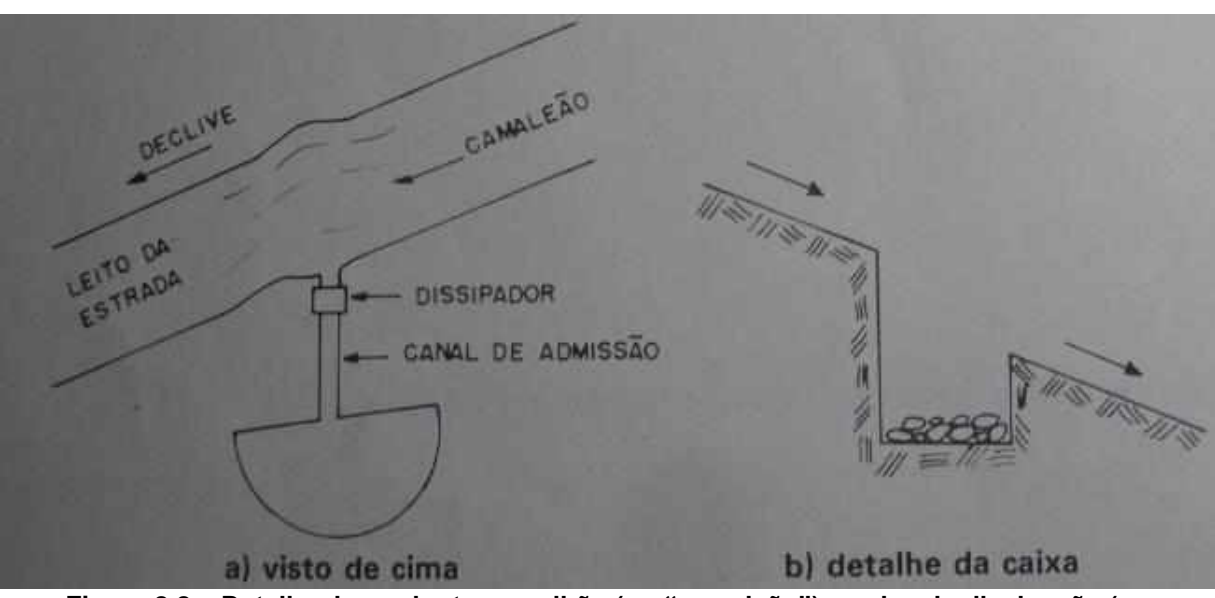 DECLIVE
CAMALEÃO
LEITO DA
ESTRADA
DISSIPADOR
CANAL DE ADMISSÃO
a) visto de cima
b) detalhe da caixa